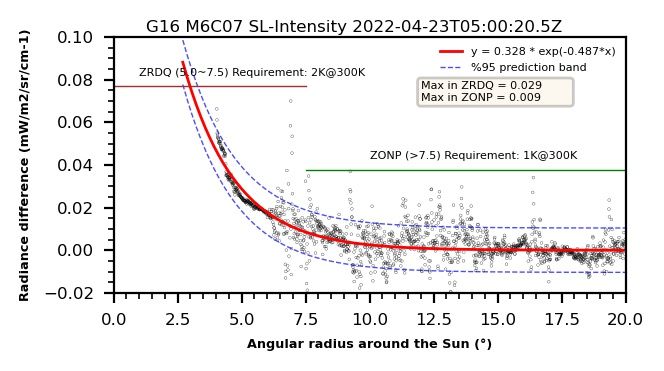 G16 M6C07 SL-Intensity 2022-04-23T05:00:20.5Z
y = 0.328 * exp(-0.487*x)
%95 prediction band
Max in ZRDQ = 0.029
Max in ZONP = 0.009
ZRDQ (5.0~7.5) Requirement: 2K@300K
ZONP (>7.5) Requirement: 1K@300K
Radiance difference (mW/m2/sr/cm-1)
0.10
0.08
0.06
0.04
0.02
0.00
−0.02
0.0 2.5 5.0 7.5 10.0 12.5 15.0 17.5 20.0
Angular radius around the Sun (°)